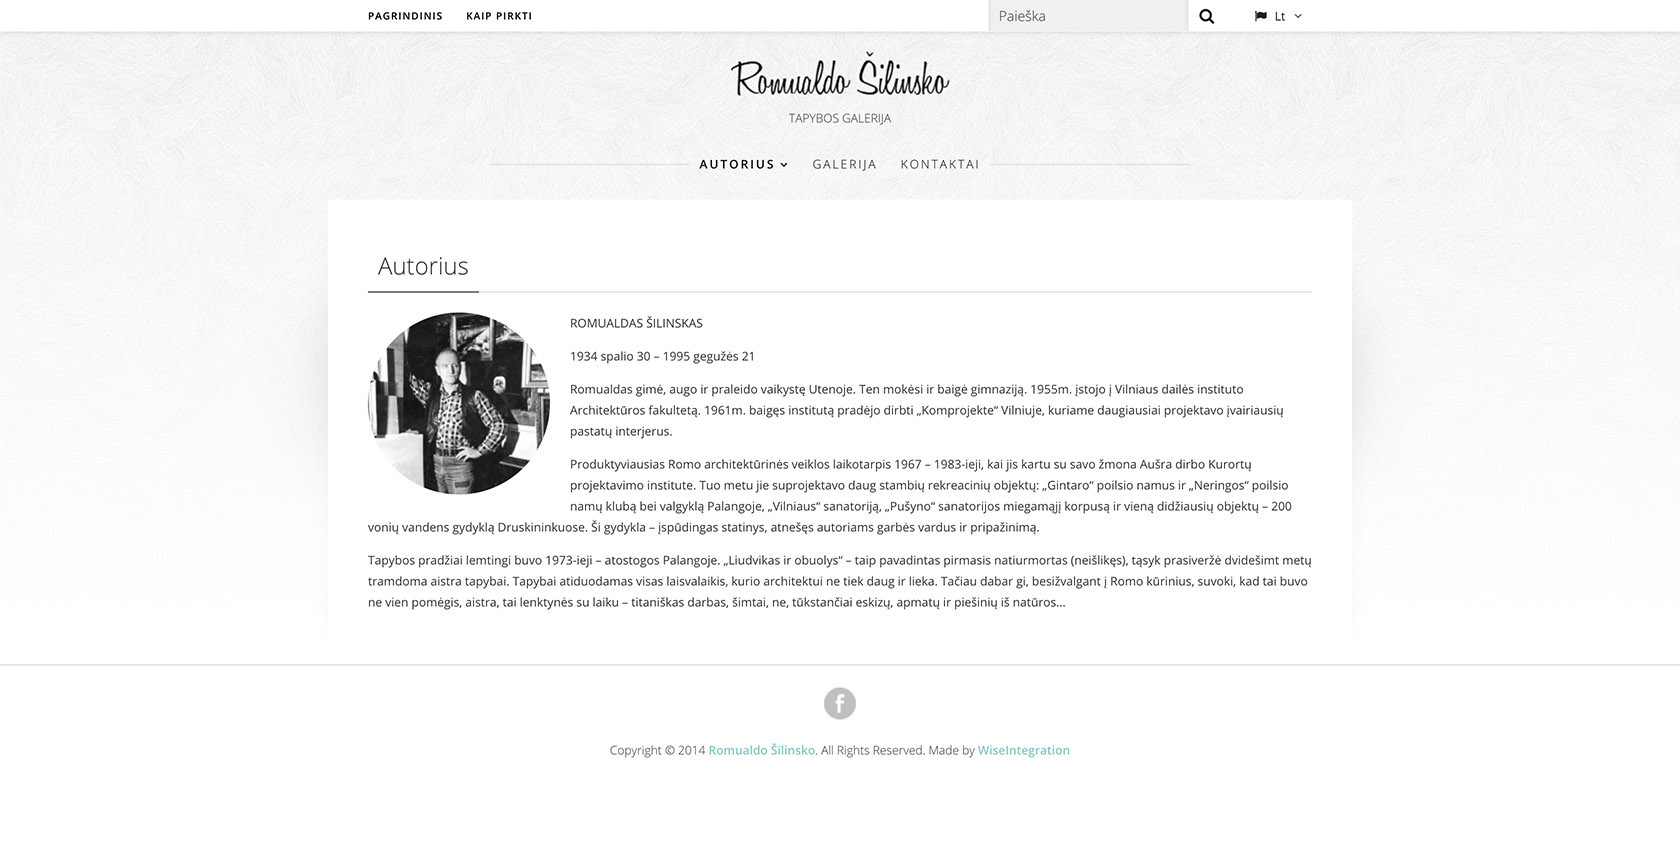 PAGRINDINIS KAIP PIRKTI Paieška Lt
Romualdo Šilinsko
TAPYBOS GALERIJA
AUTORIUS GALERIJA KONTAKTAI
Autorius
ROMUALDAS ŠILINSKAS
1934 spalio 30 – 1995 gegužės 21
Romualdas gimė, augo ir praleido vaikystę Utenoje. Ten mokėsi ir baigė gimnaziją. 1955m. įstojo į Vilniaus dailės instituto
Architektūros fakultetą. 1961m. baigęs institutą pradėjo dirbti „Komprojekte“ Vilniuje, kuriame daugiausiai projektavo įvairiausių
pastatų interjerus.
Produktyviausias Romo architektūrinės veiklos laikotarpis 1967 – 1983-ieji, kai jis kartu su savo žmona Aušra dirbo Kurortų
projektavimo institute. Tuo metu jie suprojektavo daug stambių rekreacinių objektų: „Gintaro“ poilsio namus ir „Neringos“ poilsio
namų klubą bei valgyklą Palangoje, „Vilniaus“ sanatoriją, „Pušyno“ sanatorijos miegamąjį korpusą ir vieną didžiausių objektų – 200
vonių vandens gydyklą Druskininkuose. Ši gydykla – įspūdingas statinys, atnešęs autoriams garbės vardus ir pripažinimą.
Tapybos pradžiai lemtingi buvo 1973-ieji – atostogos Palangoje. „Liudvikas ir obuolys“ – taip pavadintas pirmasis natiurmortas (neišlikęs), tąsyk prasiveržė dvidešimt metų
tramdoma aistra tapybai. Tapybai atiduodamas visas laisvalaikis, kurio architektui ne tiek daug ir lieka. Tačiau dabar gi, besižvalgant į Romo kūrinius, suvoki, kad tai buvo
ne vien pomėgis, aistra, tai lenktynės su laiku – titaniškas darbas, šimtai, ne, tūkstančiai eskizų, apmatų ir piešinių iš natūros...
f
Copyright © 2014 Romualdo Šilinsko. All Rights Reserved. Made by WiseIntegration